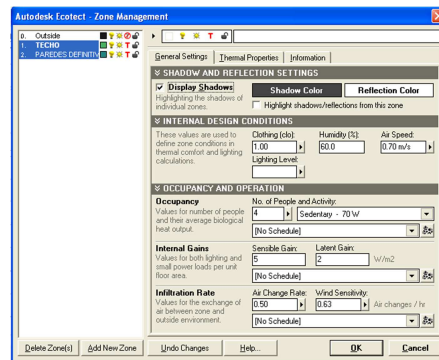 Autodesk Ecotect - Zone Management
0. Outside
1. TECHO
2. PAREDES DEFINITIV
General Settings
Thermal Properties
Information
SHADOW AND REFLECTION SETTINGS
Display Shadows
Highlighting the shadows of
individual zones.
Shadow Color
Reflection Color
Highlight shadows/reflections from this zone
INTERNAL DESIGN CONDITIONS
These values are used to
define zone conditions in
thermal comfort and lighting
calculations.
Clothing (clo): Humidity (%): Air Speed:
1.00 60.0 0.70 m/s
Lighting Level:
OCCUPANCY AND OPERATION
Occupancy
Values for number of people
and their average biological
heat output.
No. of People and Activity:
4 Sedentary - 70 W
[No Schedule]
Internal Gains
Values for both lighting and
small power loads per unit
floor area.
Sensible Gain: Latent Gain:
5 2 W/m2
[No Schedule]
Infiltration Rate
Values for the exchange of
air between zone and
outside environment.
Air Change Rate: Wind Sensitivity:
0.50 0.63 Air changes / hr
[No Schedule]
Delete Zone(s) Add New Zone Undo Changes Help... OK Cancel